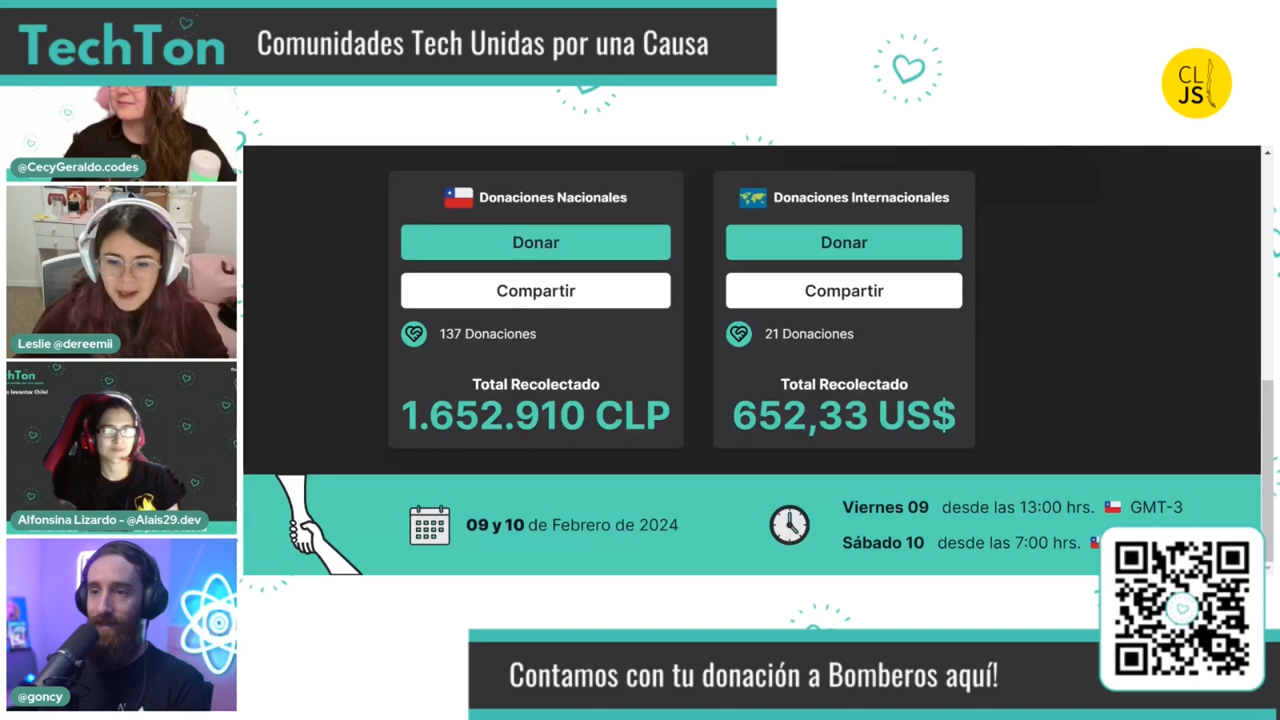 TechTon
Comunidades Tech Unidas por una Causa
CL
JS
@CecyGeraldo.codes
Leslie @dereemii
chTon
o levantar Chile!
Alfonsina Lizardo - @Alais29.dev
@goncy
Donaciones Nacionales
Donar
Compartir
137 Donaciones
Total Recolectado
1.652.910 CLP
Donaciones Internacionales
Donar
Compartir
21 Donaciones
Total Recolectado
652,33 US$
09 y 10 de Febrero de 2024
Viernes 09 desde las 13:00 hrs. GMT-3
Sábado 10 desde las 7:00 hrs.
Contamos con tu donación a Bomberos aquí!